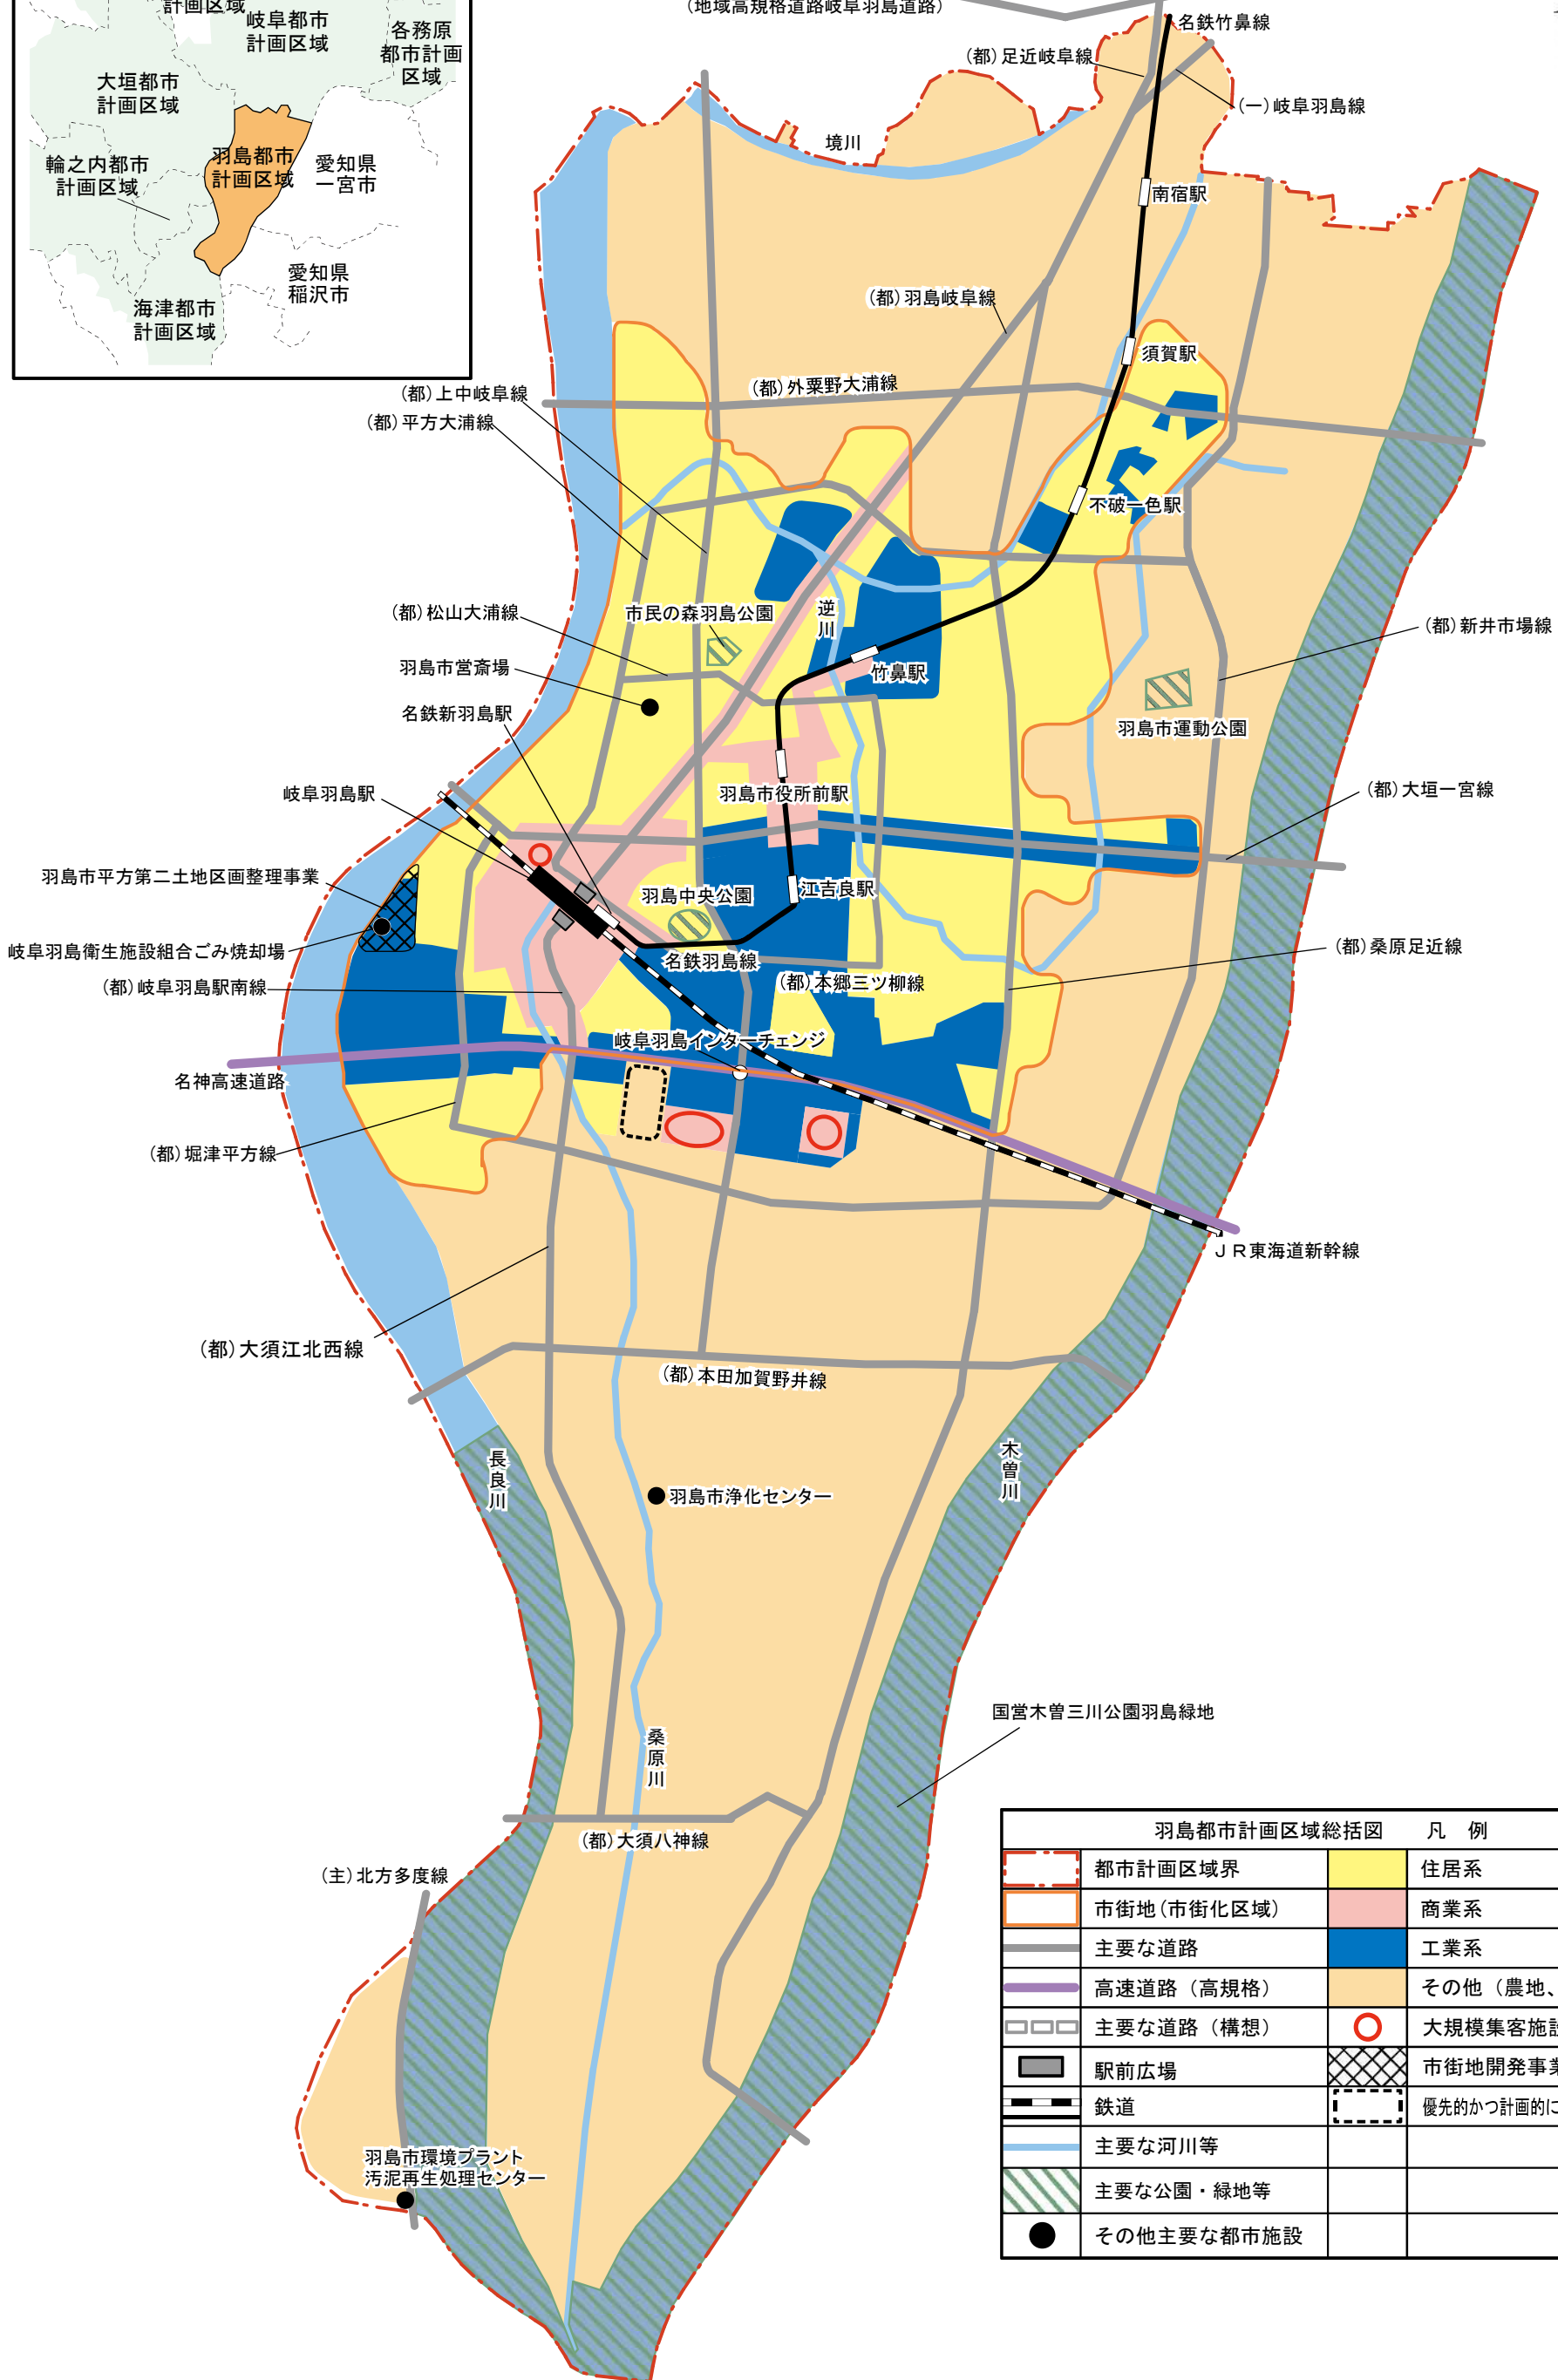 計画区域
岐阜都市
計画区域
各務原
都市計画
区域
大垣都市
計画区域
輪之内都市
計画区域
羽島都市
計画区域
愛知県
一宮市
愛知県
稲沢市
海津都市
計画区域
(地域高規格道路岐阜羽島道路)
名鉄竹鼻線
(都)足近岐阜線
(一)岐阜羽島線
境川
南宿駅
(都)羽島岐阜線
須賀駅
(都)外粟野大浦線
(都)上中岐阜線
(都)平方大浦線
不破一色駅
(都)松山大浦線
市民の森羽島公園
逆川
(都)新井市場線
羽島市営斎場
竹鼻駅
名鉄新羽島駅
羽島市運動公園
岐阜羽島駅
羽島市役所前駅
(都)大垣一宮線
羽島市平方第二土地区画整理事業
羽島中央公園
江吉良駅
岐阜羽島衛生施設組合ごみ焼却場
名鉄羽島線
(都)桑原足近線
(都)岐阜羽島駅南線
(都)本郷三ツ柳線
岐阜羽島インターチェンジ
名神高速道路
(都)堀津平方線
JR東海道新幹線
(都)大須江北西線
(都)本田加賀野井線
長良川
木曽川
羽島市浄化センター
国営木曽三川公園羽島緑地
桑原川
(都)大須八神線
(主)北方多度線
羽島市環境プラント
汚泥再生処理センター
羽島都市計画区域総括図 凡 例
都市計画区域界
住居系
市街地(市街化区域)
商業系
主要な道路
工業系
高速道路(高規格)
その他(農地、
主要な道路(構想)
大規模集客施設
駅前広場
市街地開発事業
鉄道
優先的かつ計画的に
主要な河川等
主要な公園・緑地等
その他主要な都市施設